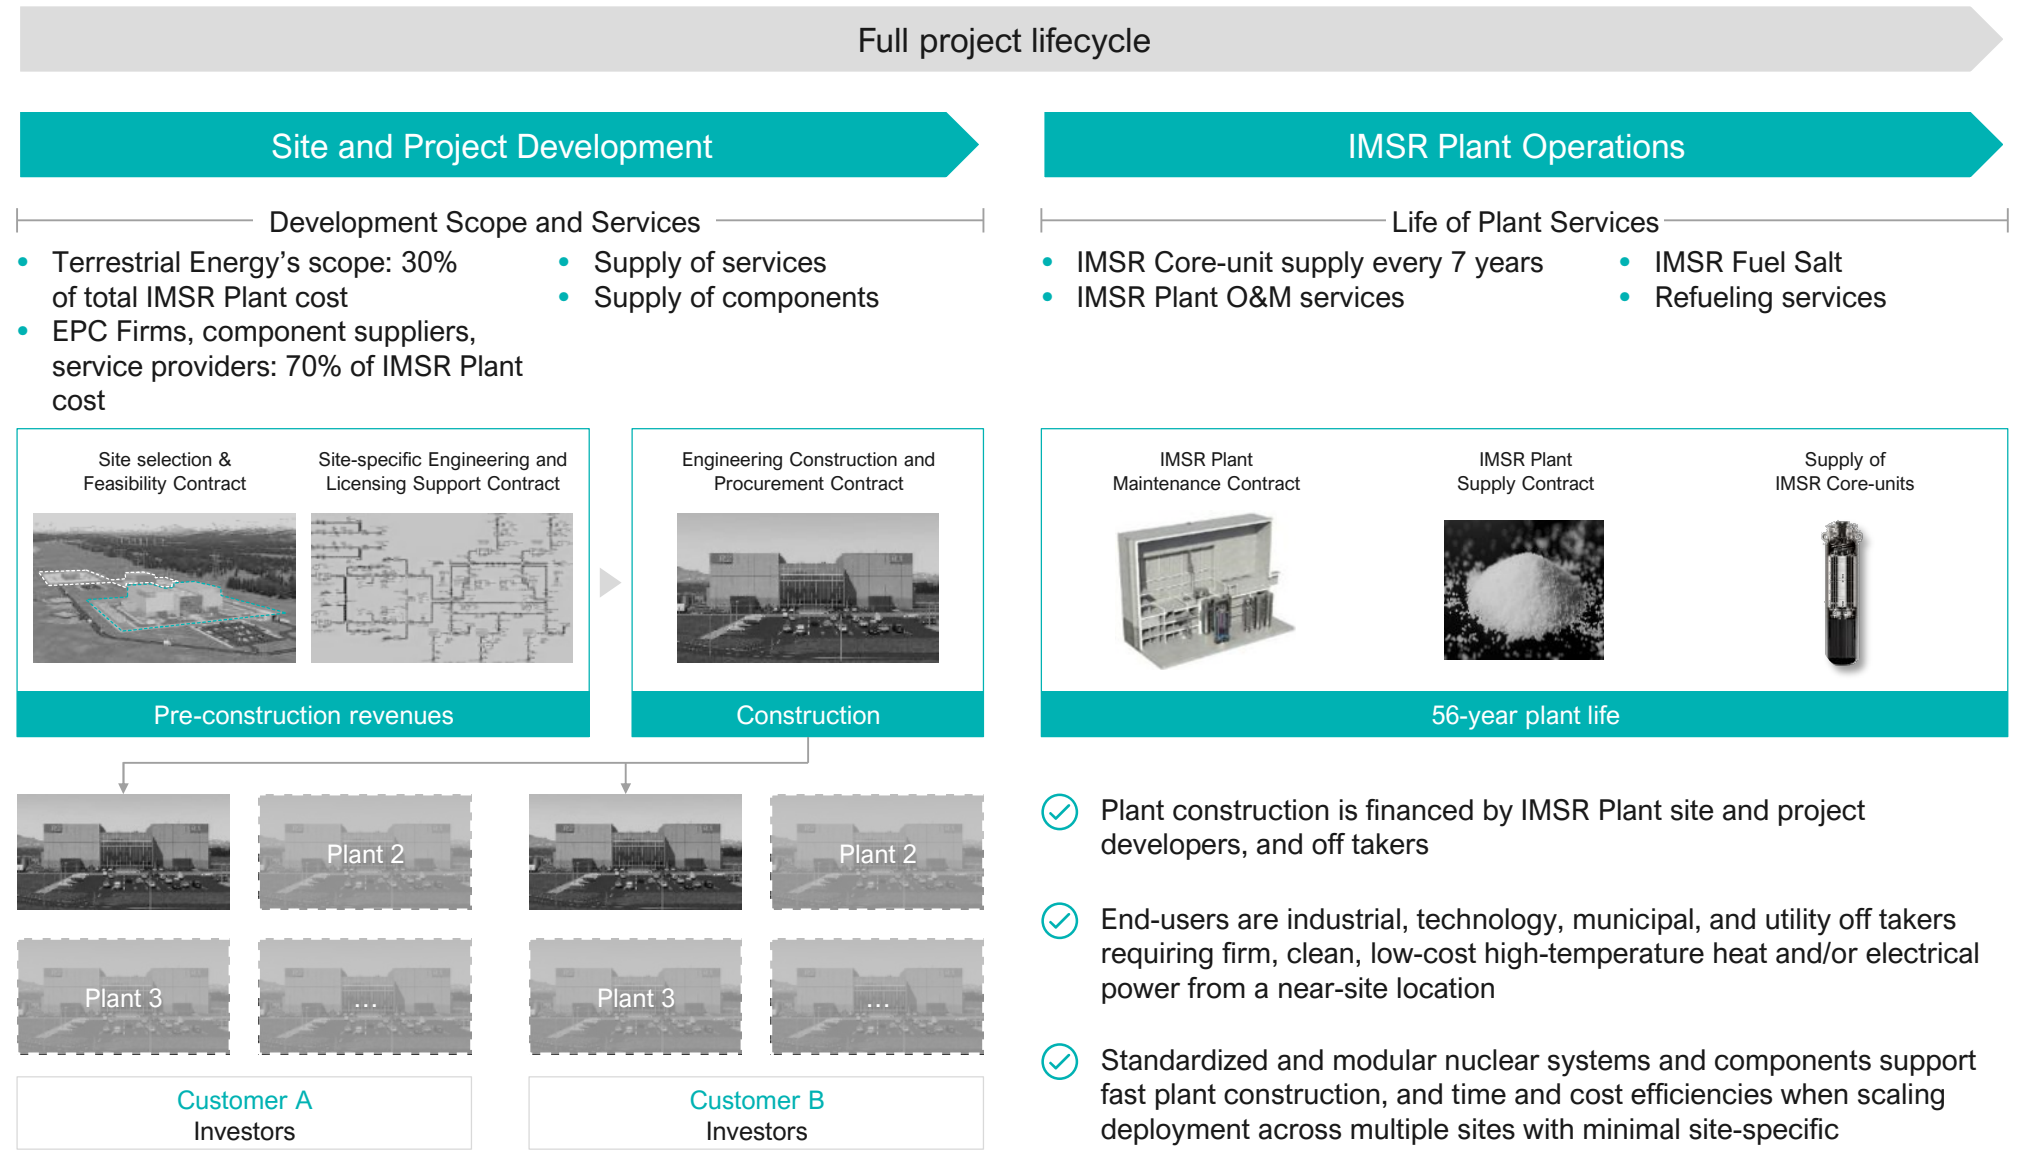 Full project lifecycle
Site and Project Development
Development Scope and Services
• Terrestrial Energy’s scope: 30%
of total IMSR Plant cost
• EPC Firms, component suppliers,
service providers: 70% of IMSR Plant
cost
• Supply of services
• Supply of components
Site selection &
Feasibility Contract
Site-specific Engineering and
Licensing Support Contract
Pre-construction revenues
Engineering Construction and
Procurement Contract
Construction
Plant 2
Plant 3
...
Customer A
Investors
Plant 2
Plant 3
...
Customer B
Investors
IMSR Plant Operations
Life of Plant Services
• IMSR Core-unit supply every 7 years
• IMSR Plant O&M services
• IMSR Fuel Salt
• Refueling services
IMSR Plant
Maintenance Contract
IMSR Plant
Supply Contract
Supply of
IMSR Core-units
56-year plant life
Plant construction is financed by IMSR Plant site and project
developers, and off takers
End-users are industrial, technology, municipal, and utility off takers
requiring firm, clean, low-cost high-temperature heat and/or electrical
power from a near-site location
Standardized and modular nuclear systems and components support
fast plant construction, and time and cost efficiencies when scaling
deployment across multiple sites with minimal site-specific